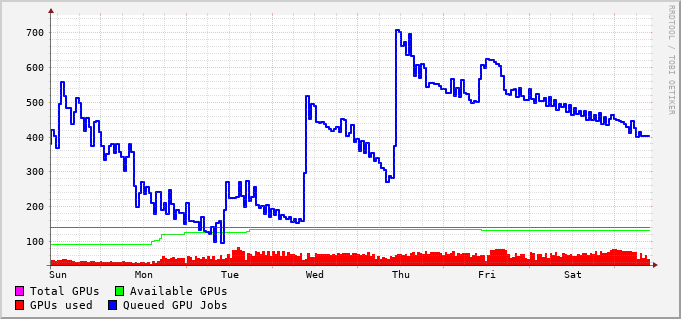 700
600
500
400
300
200
100
Sun Mon Tue Wed Thu Fri Sat
Total GPUs Available GPUs
GPUs used Queued GPU Jobs
RRDTOOL / TOBI OETIKER